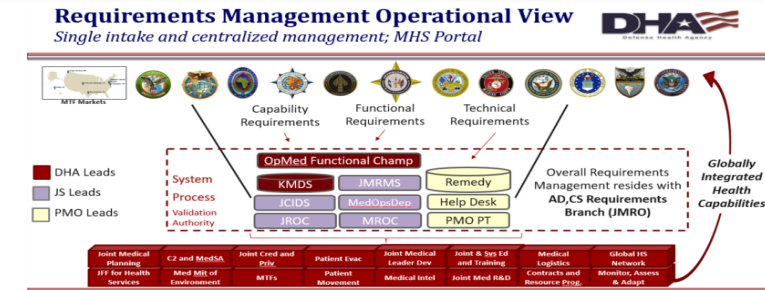 Requirements Management Operational View
Single intake and centralized management; MHS Portal
DHA
Defense Health Agency
MTF Markets
Capability
Requirements
Functional
Requirements
Technical
Requirements
DHA Leads
JS Leads
PMO Leads
System
Process
Validation
Authority
OpMed Functional Champ
KMDS
JMRMS
Remedy
JCIDS
MedOpsDep
Help Desk
JROC
MROC
PMO PT
Overall Requirements
Management resides with
AD,CS Requirements
Branch (JMRO)
Globally
Integrated
Health
Capabilities
Joint Medical
Planning
C2 and MedSA
Joint Cred and
Priv.
Patient Evac
Joint Medical
Leader Dev
Joint & Svs Ed
and Training
Medical
Logistics
Global HS
Network
JFF for Health
Services
Med Mit of
Environment
MTFs
Patient
Movement
Medical Intel
Joint Med R&D
Contracts and
Resource Prog.
Monitor, Assess
& Adapt